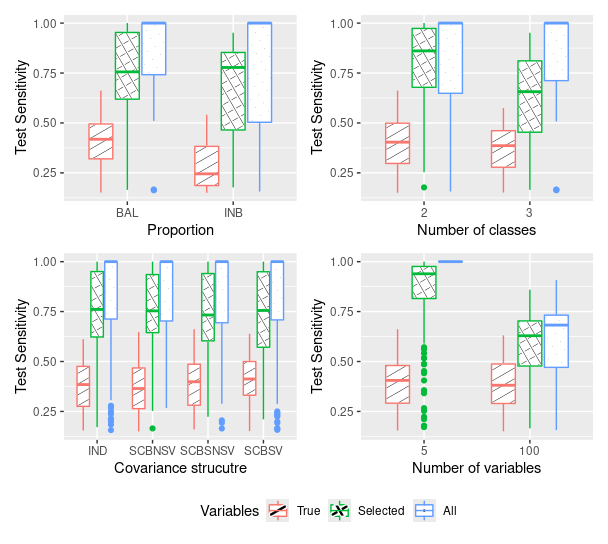 Test Sensitivity
1.00
0.75
0.50
0.25
BAL INB
Proportion
Test Sensitivity
1.00
0.75
0.50
0.25
2 3
Number of classes
Test Sensitivity
1.00
0.75
0.50
0.25
IND SCBNSV SCBSNSV SCBSV
Covariance strucutre
Test Sensitivity
1.00
0.75
0.50
0.25
5 100
Number of variables
Variables True Selected All